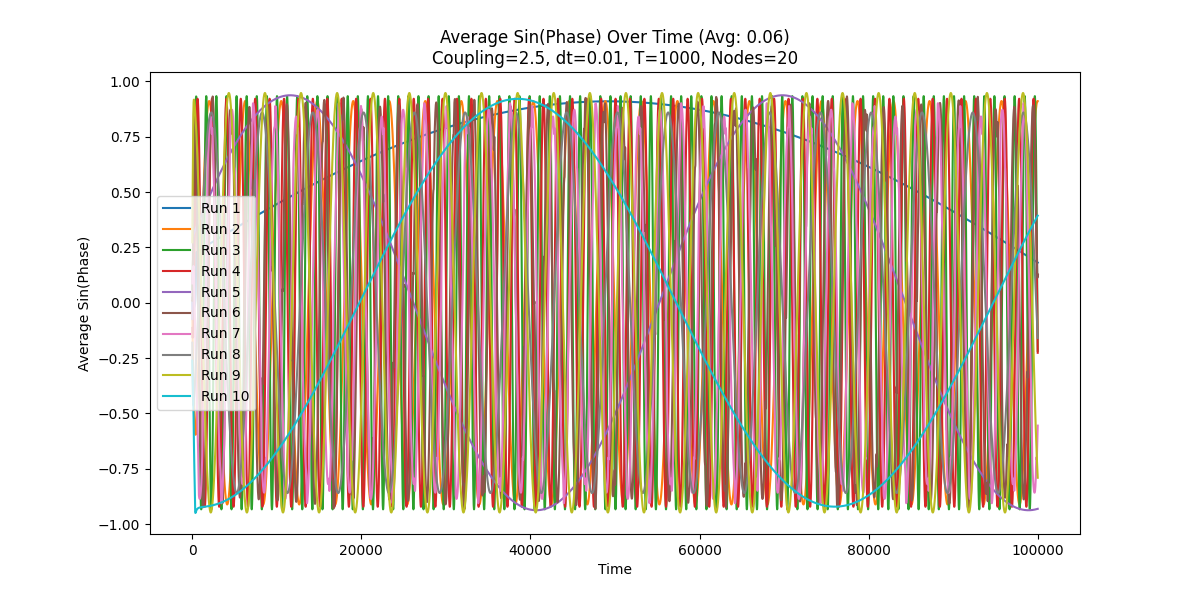 Average Sin(Phase) Over Time (Avg: 0.06)
Coupling=2.5, dt=0.01, T=1000, Nodes=20
Average Sin(Phase)
1.00
0.75
0.50
0.25
0.00
−0.25
−0.50
−0.75
−1.00
Run 1
Run 2
Run 3
Run 4
Run 5
Run 6
Run 7
Run 8
Run 9
Run 10
0
20000
40000
60000
80000
100000
Time